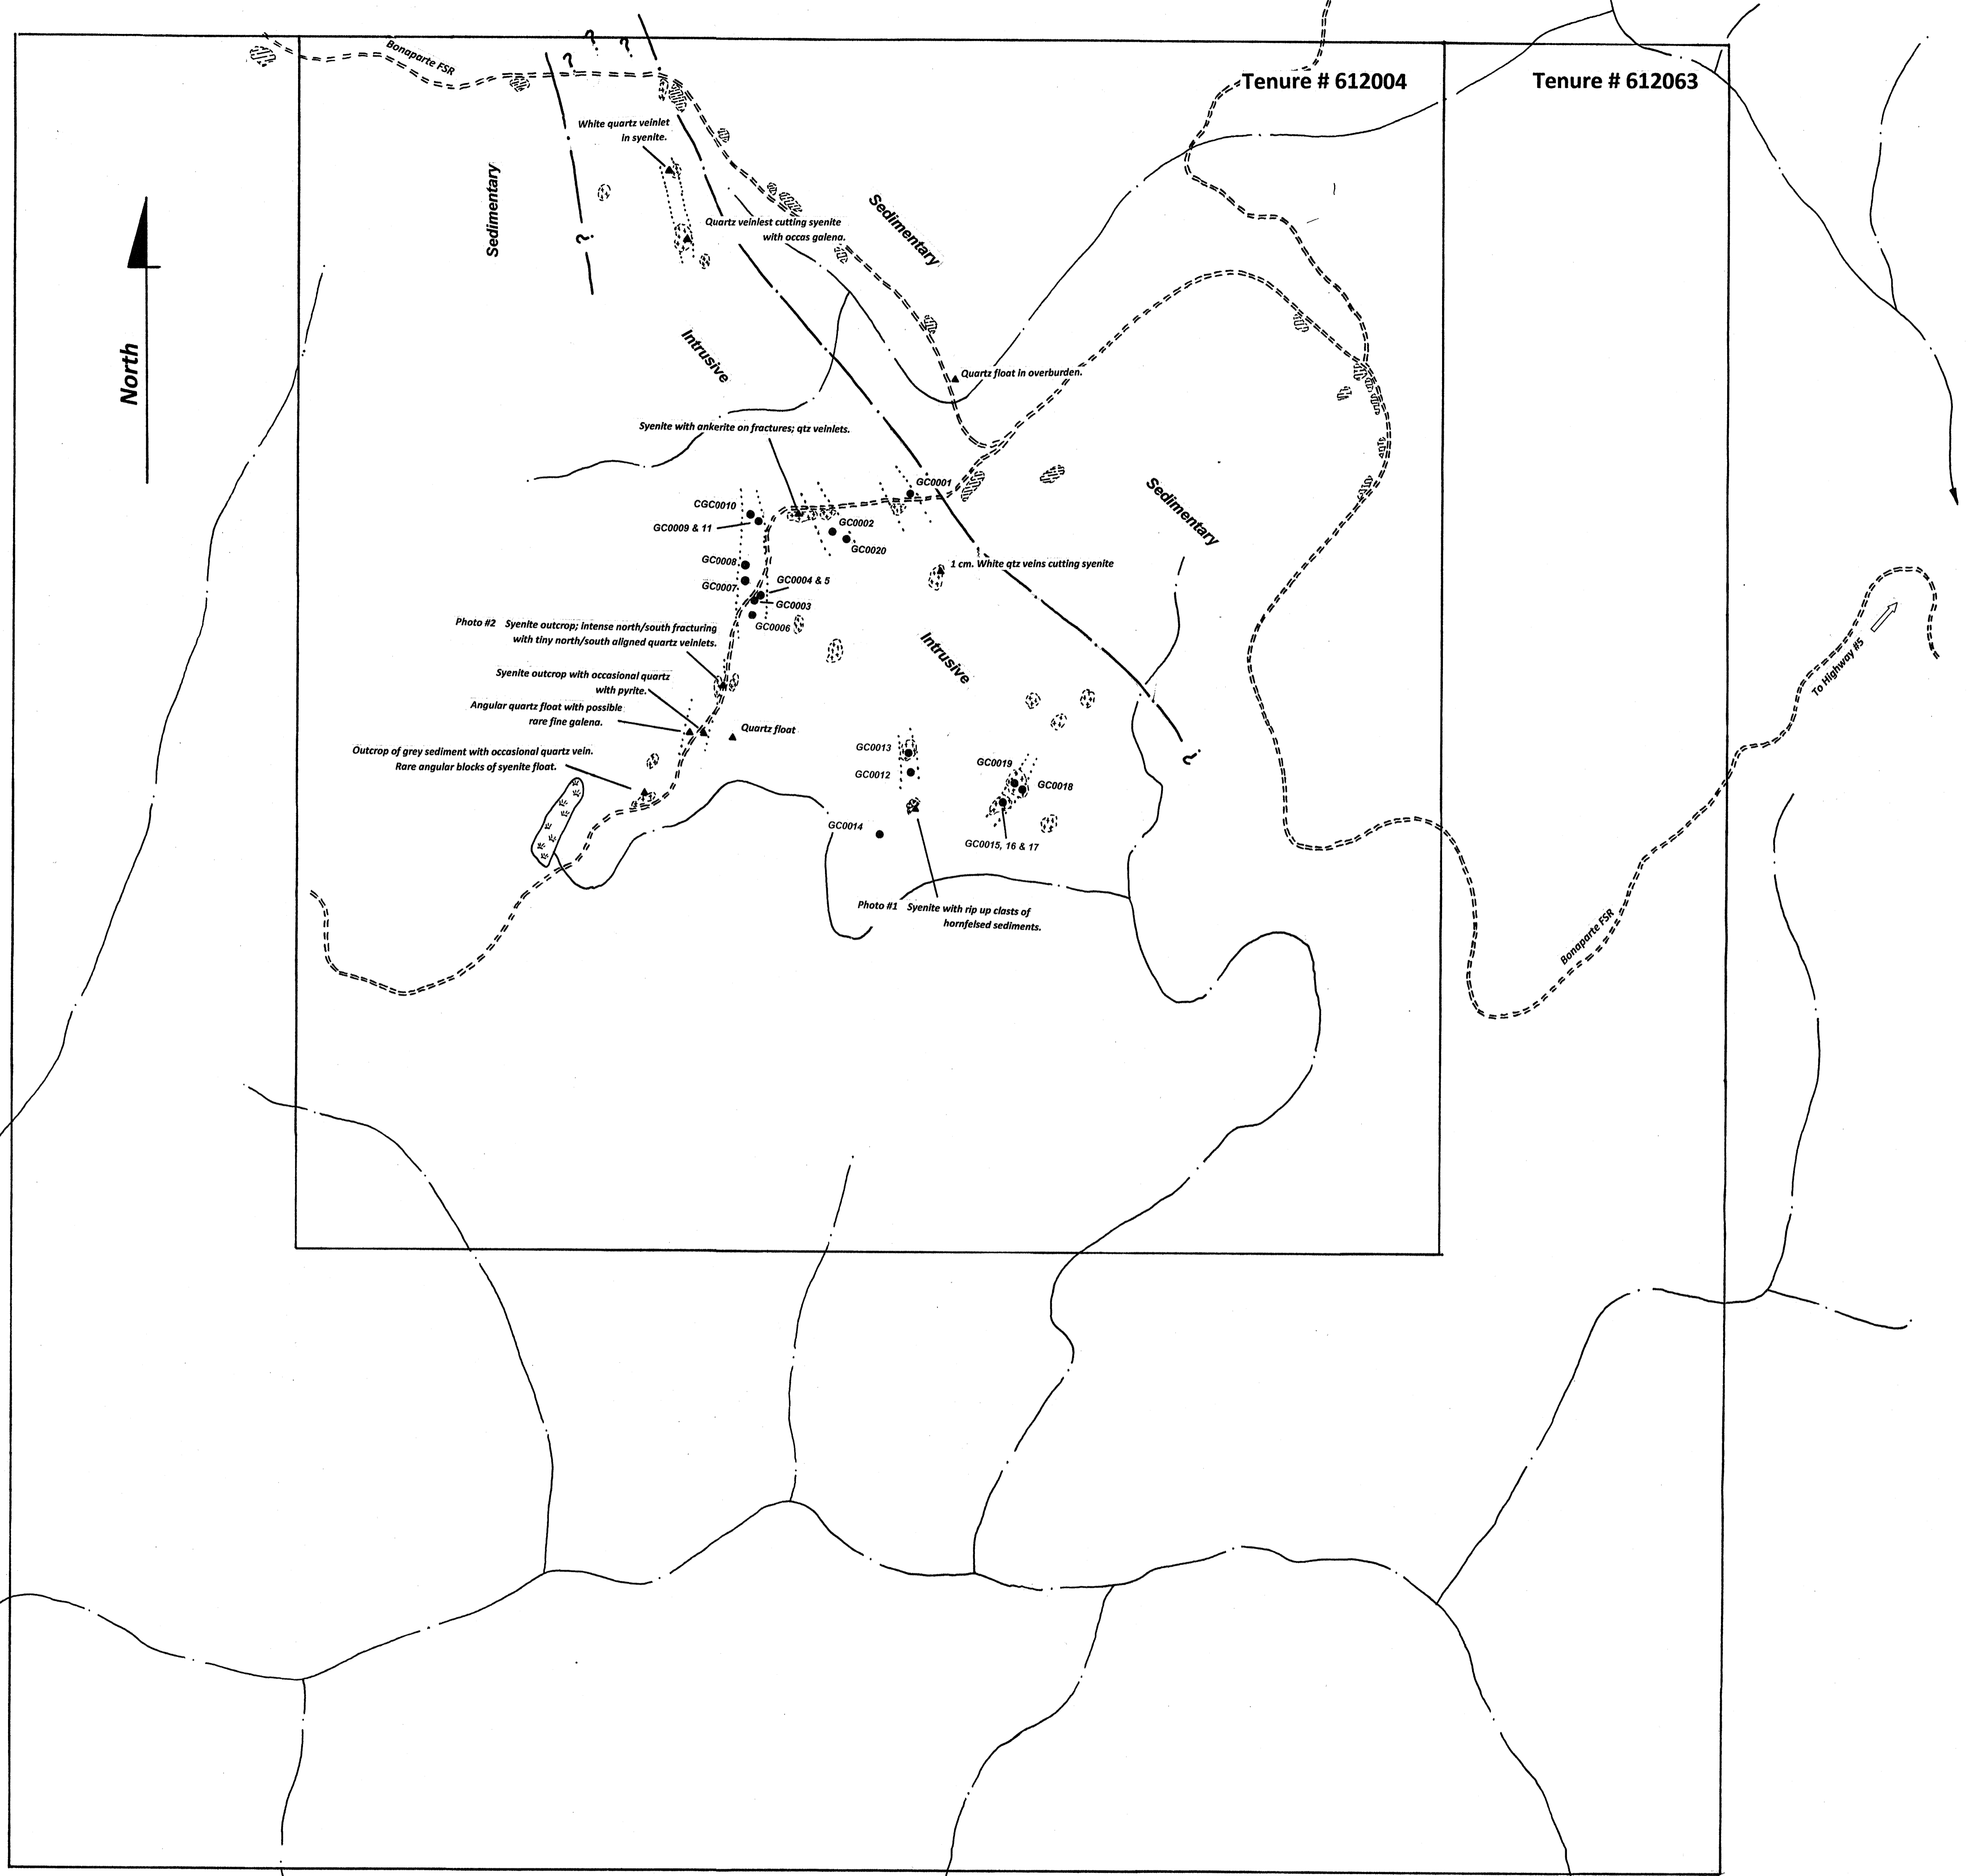 Bonaparte FSR
?
?
?
Tenure # 612004
Tenure # 612063
White quartz veinlet
in syenite.
Sedimentary
?
Quartz veinlest cutting syenite
with occas galena.
Sedimentary
North
Intrusive
Quartz float in overburden.
Syenite with ankerite on fractures; qtz veinlets.
GC0001
CGC0010
GC0009 & 11
GC0002
GC0020
Sedimentary
GC0008
GC0007
GC0004 & 5
GC0003
GC0006
1 cm. White qtz veins cutting syenite
Photo #2 Syenite outcrop; intense north/south fracturing
with tiny north/south aligned quartz veinlets.
Intrusive
To Highway #5
Syenite outcrop with occasional quartz
with pyrite.
Angular quartz float with possible
rare fine galena.
Quartz float
?
Outcrop of grey sediment with occasional quartz vein.
Rare angular blocks of syenite float.
GC0013
GC0012
GC0019
GC0018
GC0014
GC0015, 16 & 17
Photo #1 Syenite with rip up clasts of
hornfelsed sediments.
Bonaparte FSR